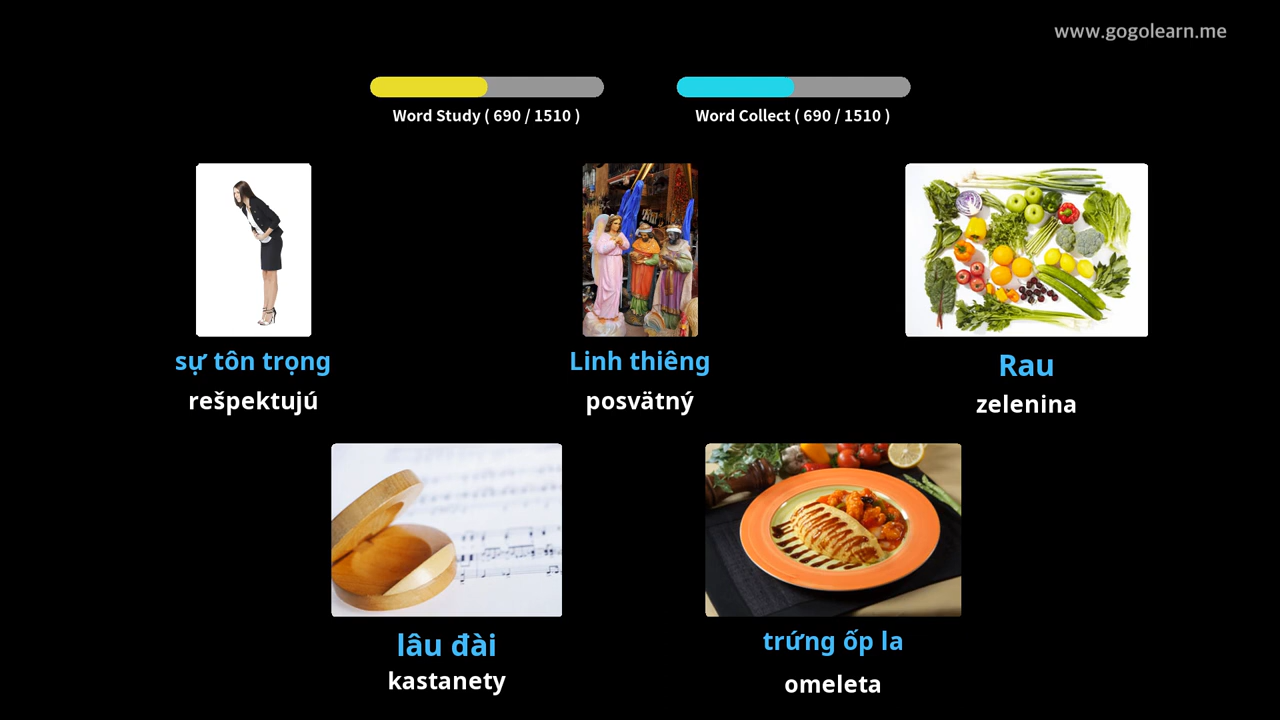 www.gogolearn.me
Word Study ( 690 / 1510 )
Word Collect ( 690 / 1510 )
sự tôn trọng
rešpektujú
Linh thiêng
posvätný
Rau
zelenina
lâu đài
kastanety
trứng ốp la
omeleta